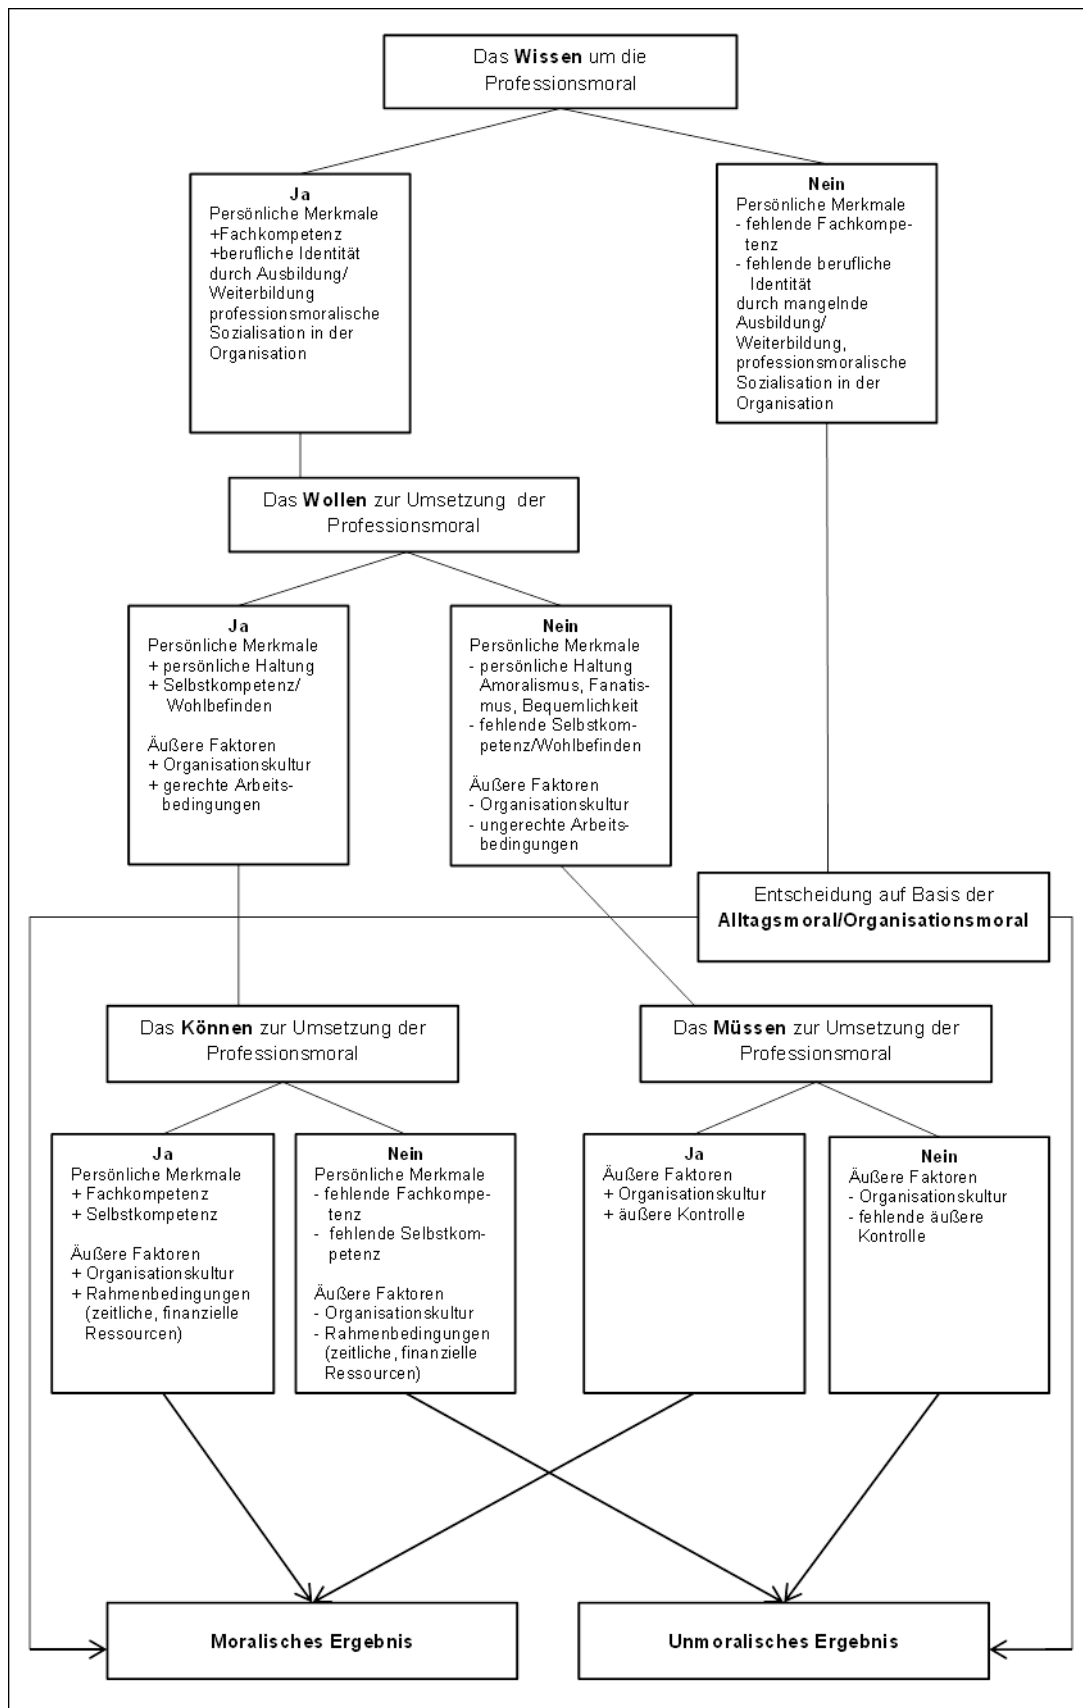 Das Wissen um die
Professionsmoral
Ja
Persönliche Merkmale
+Fachkompetenz
+berufliche Identität
durch Ausbildung/
Weiterbildung
professionsmoralische
Sozialisation in der
Organisation
Nein
Persönliche Merkmale
- fehlende Fachkompe-
tenz
- fehlende berufliche
Identität
durch mangelnde
Ausbildung/
Weiterbildung,
professionsmoralische
Sozialisation in der
Organisation
Das Wollen zur Umsetzung der
Professionsmoral
Ja
Persönliche Merkmale
+ persönliche Haltung
+ Selbstkompetenz/
Wohlbefinden
Äußere Faktoren
+ Organisationskultur
+ gerechte Arbeits-
bedingungen
Nein
Persönliche Merkmale
- persönliche Haltung
Amoralismus, Fanatis-
mus, Bequemlichkeit
- fehlende Selbstkom-
petenz/Wohlbefinden
Äußere Faktoren
- Organisationskultur
- ungerechte Arbeits-
bedingungen
Entscheidung auf Basis der
Alltagsmoral/Organisationsmoral
Das Können zur Umsetzung der
Professionsmoral
Das Müssen zur Umsetzung der
Professionsmoral
Ja
Persönliche Merkmale
+ Fachkompetenz
+ Selbstkompetenz
Äußere Faktoren
+ Organisationskultur
+ Rahmenbedingungen
(zeitliche, finanzielle
Ressourcen)
Nein
Persönliche Merkmale
- fehlende Fachkompe-
tenz
- fehlende Selbstkom-
petenz
Äußere Faktoren
- Organisationskultur
- Rahmenbedingungen
(zeitliche, finanzielle
Ressourcen)
Ja
Äußere Faktoren
+ Organisationskultur
+ äußere Kontrolle
Nein
Äußere Faktoren
- Organisationskultur
- fehlende äußere
Kontrolle
Moralisches Ergebnis
Unmoralisches Ergebnis